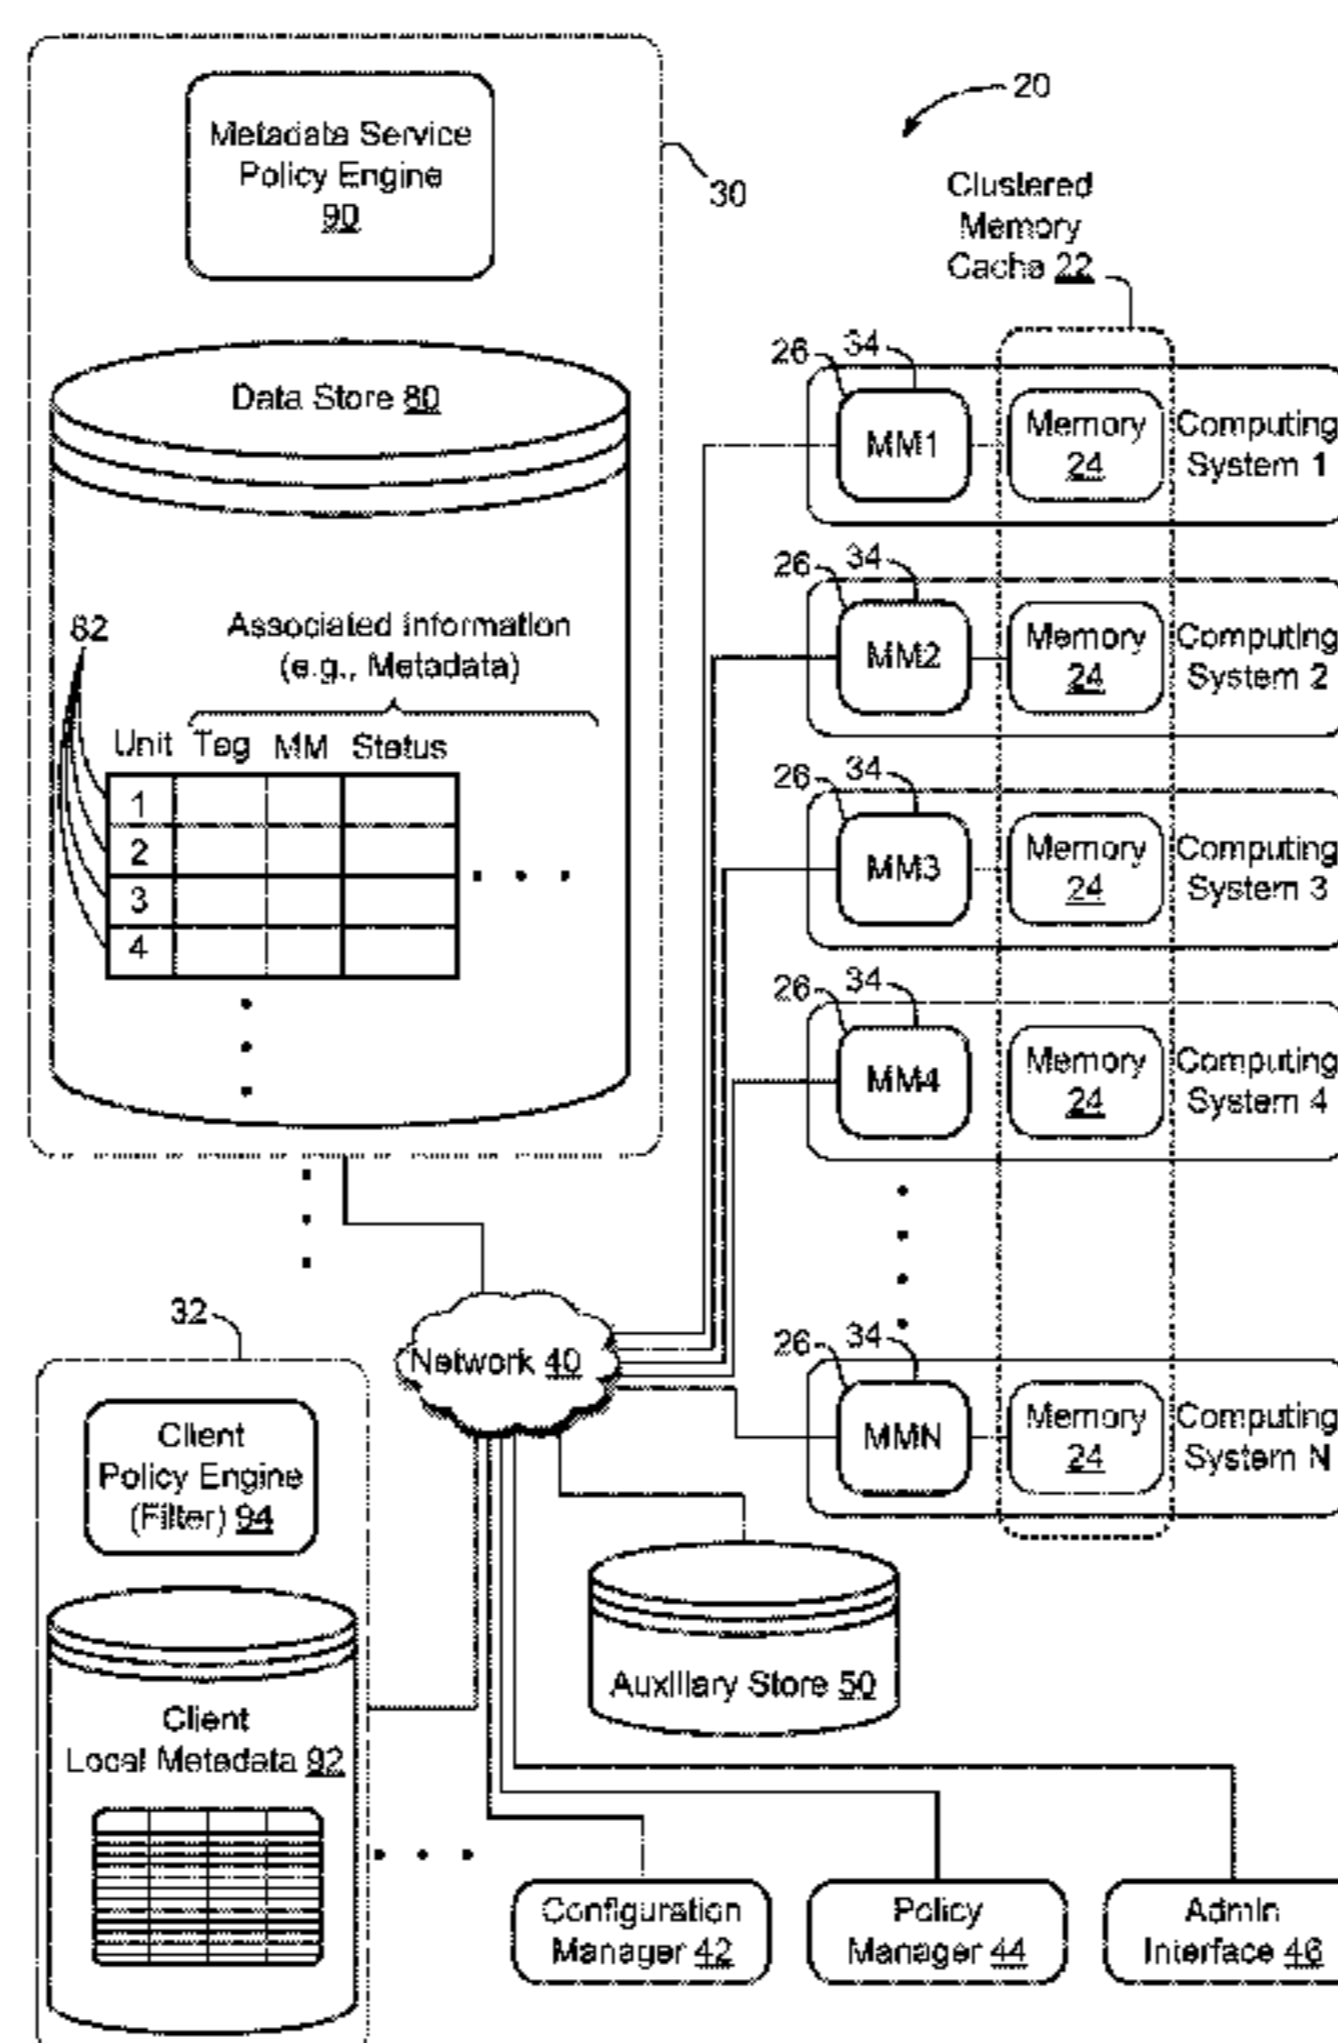 Metadata Service
Policy Engine
90
30
20
Clustered
Memory
Cache 22
Data Store 80
82
Associated Information
(e.g., Metadata)
Unit Tag MM Status
1
2
3
4
26
34
MM1
Memory
24
Computing
System 1
26
34
MM2
Memory
24
Computing
System 2
26
34
MM3
Memory
24
Computing
System 3
26
34
MM4
Memory
24
Computing
System 4
26
34
MMN
Memory
24
Computing
System N
Network 40
32
Client
Policy Engine
(Filter) 94
Client
Local Metadata 92
Auxiliary Store 50
Configuration
Manager 42
Policy
Manager 44
Admin
Interface 46